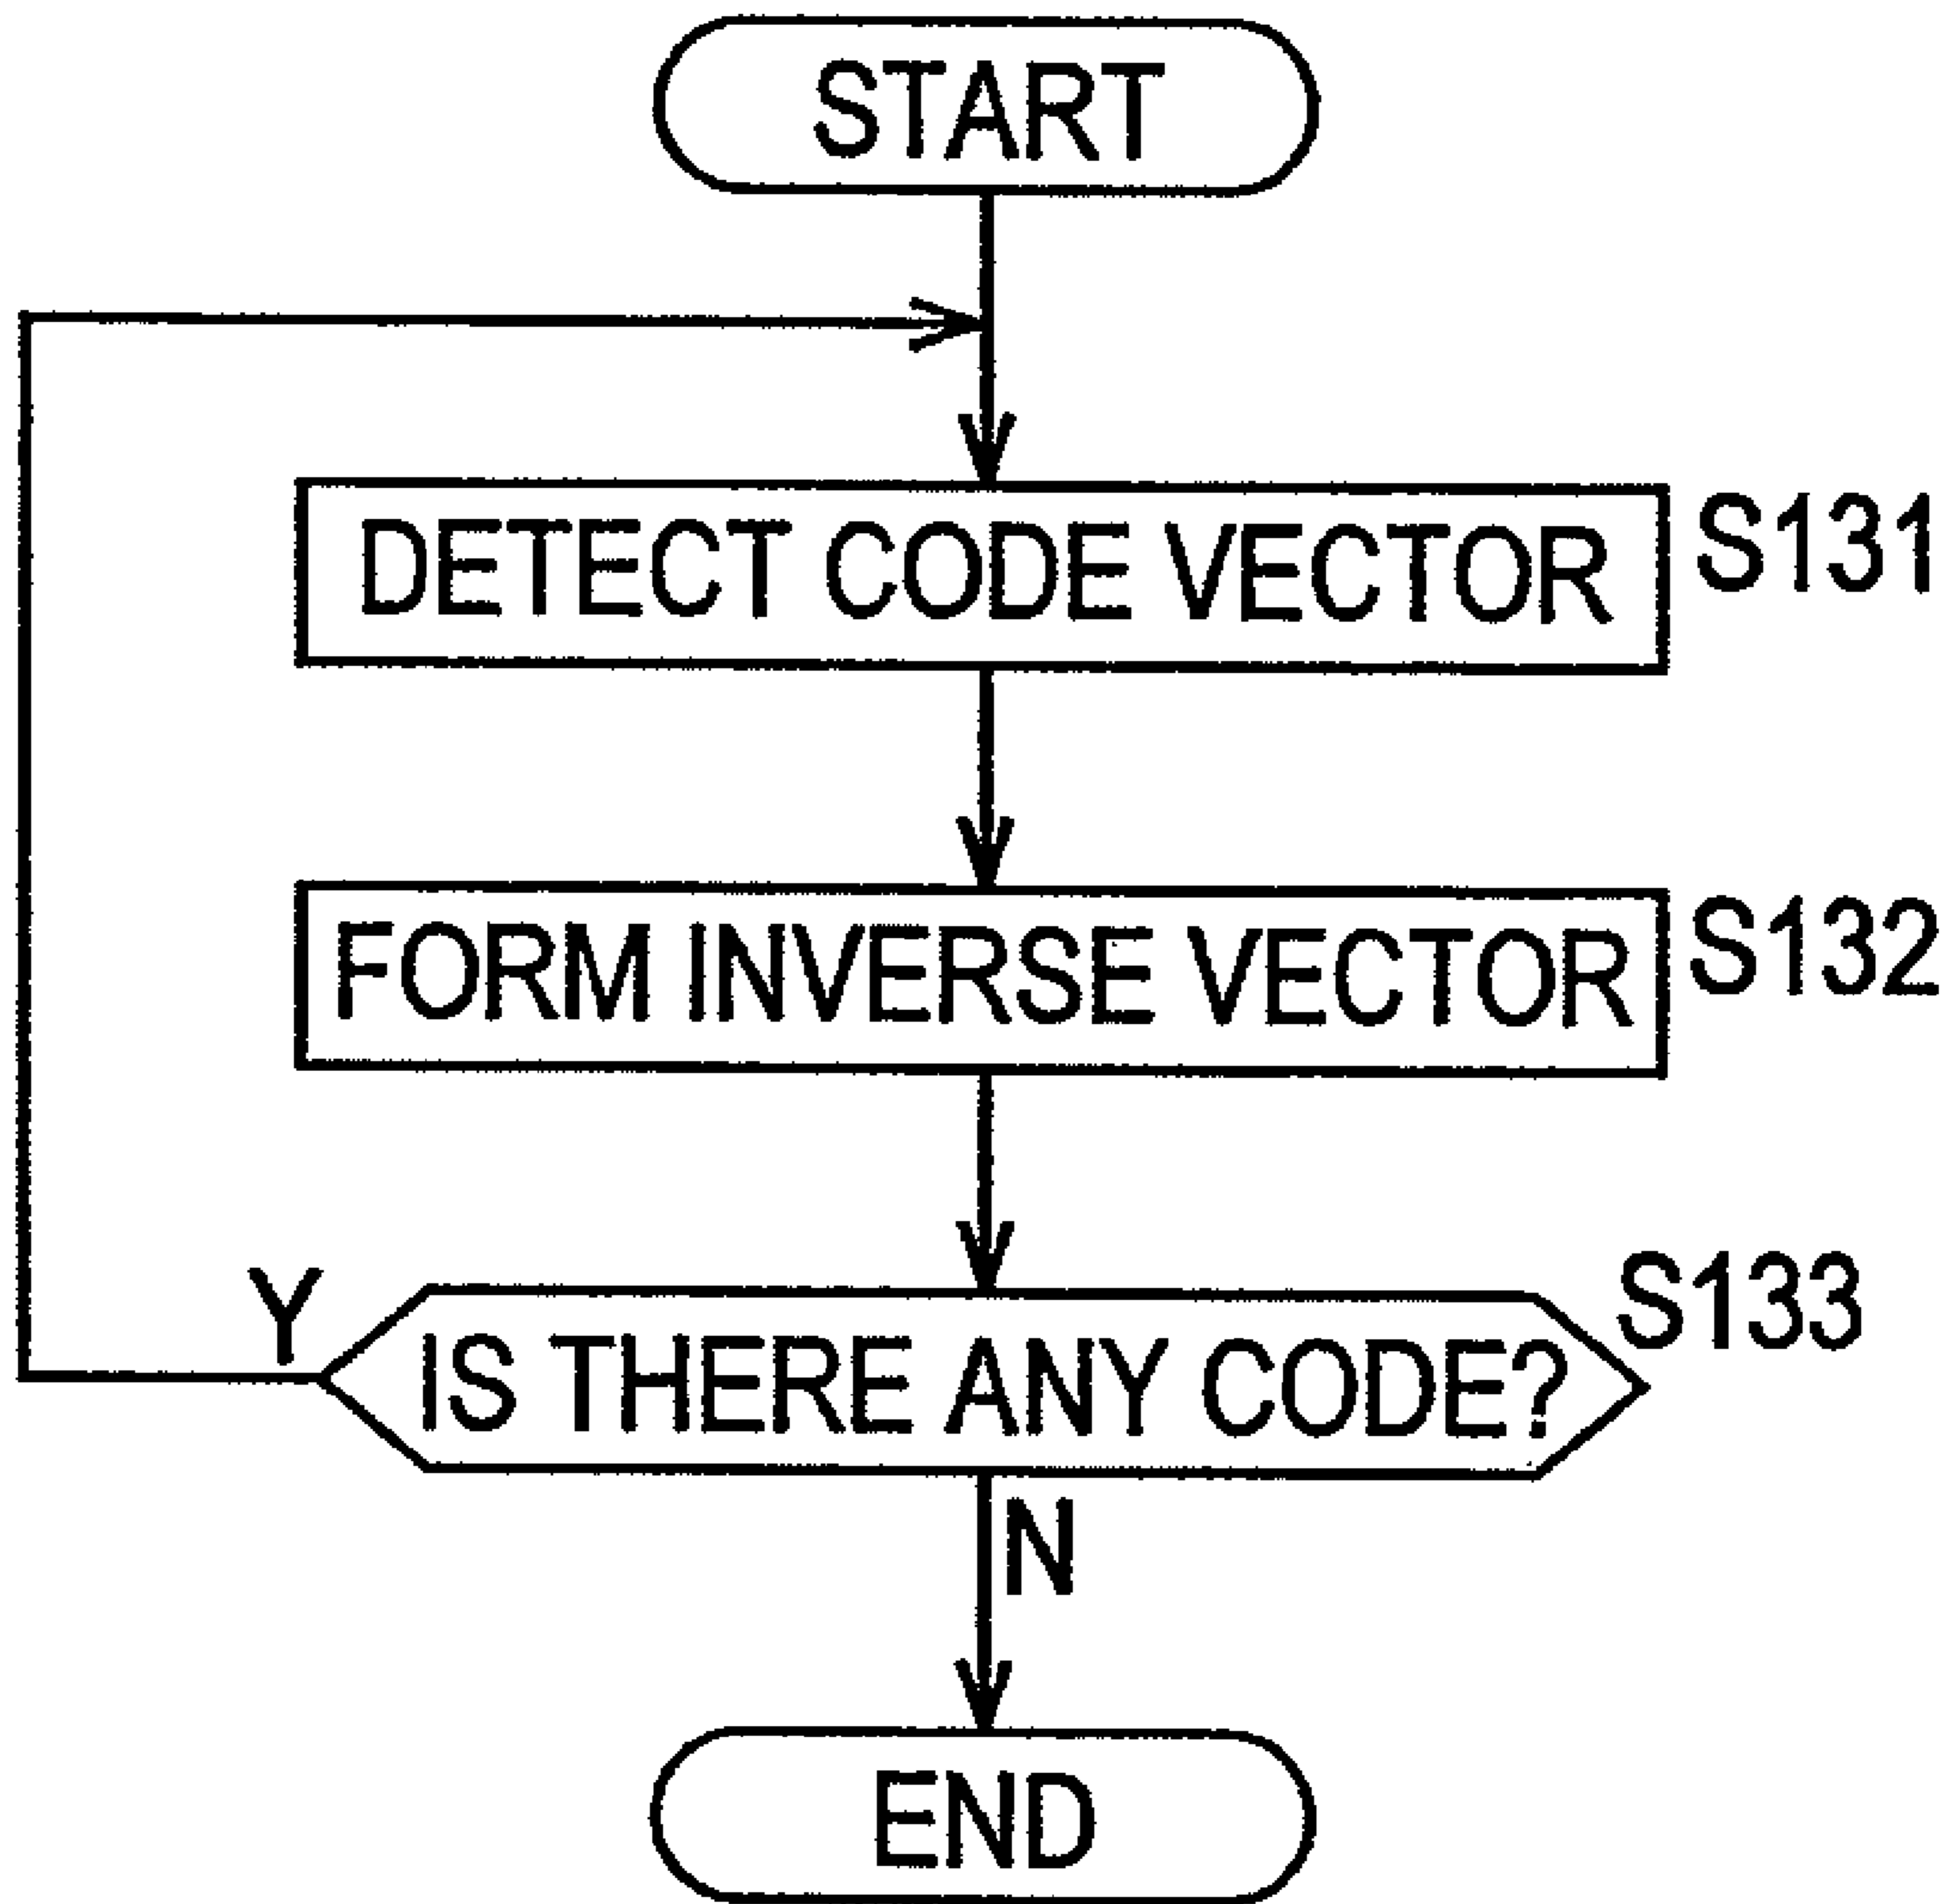 START
DETECT CODE VECTOR S131
FORM INVERSE VECTOR S132
Y
IS THERE ANY CODE? S133
N
END